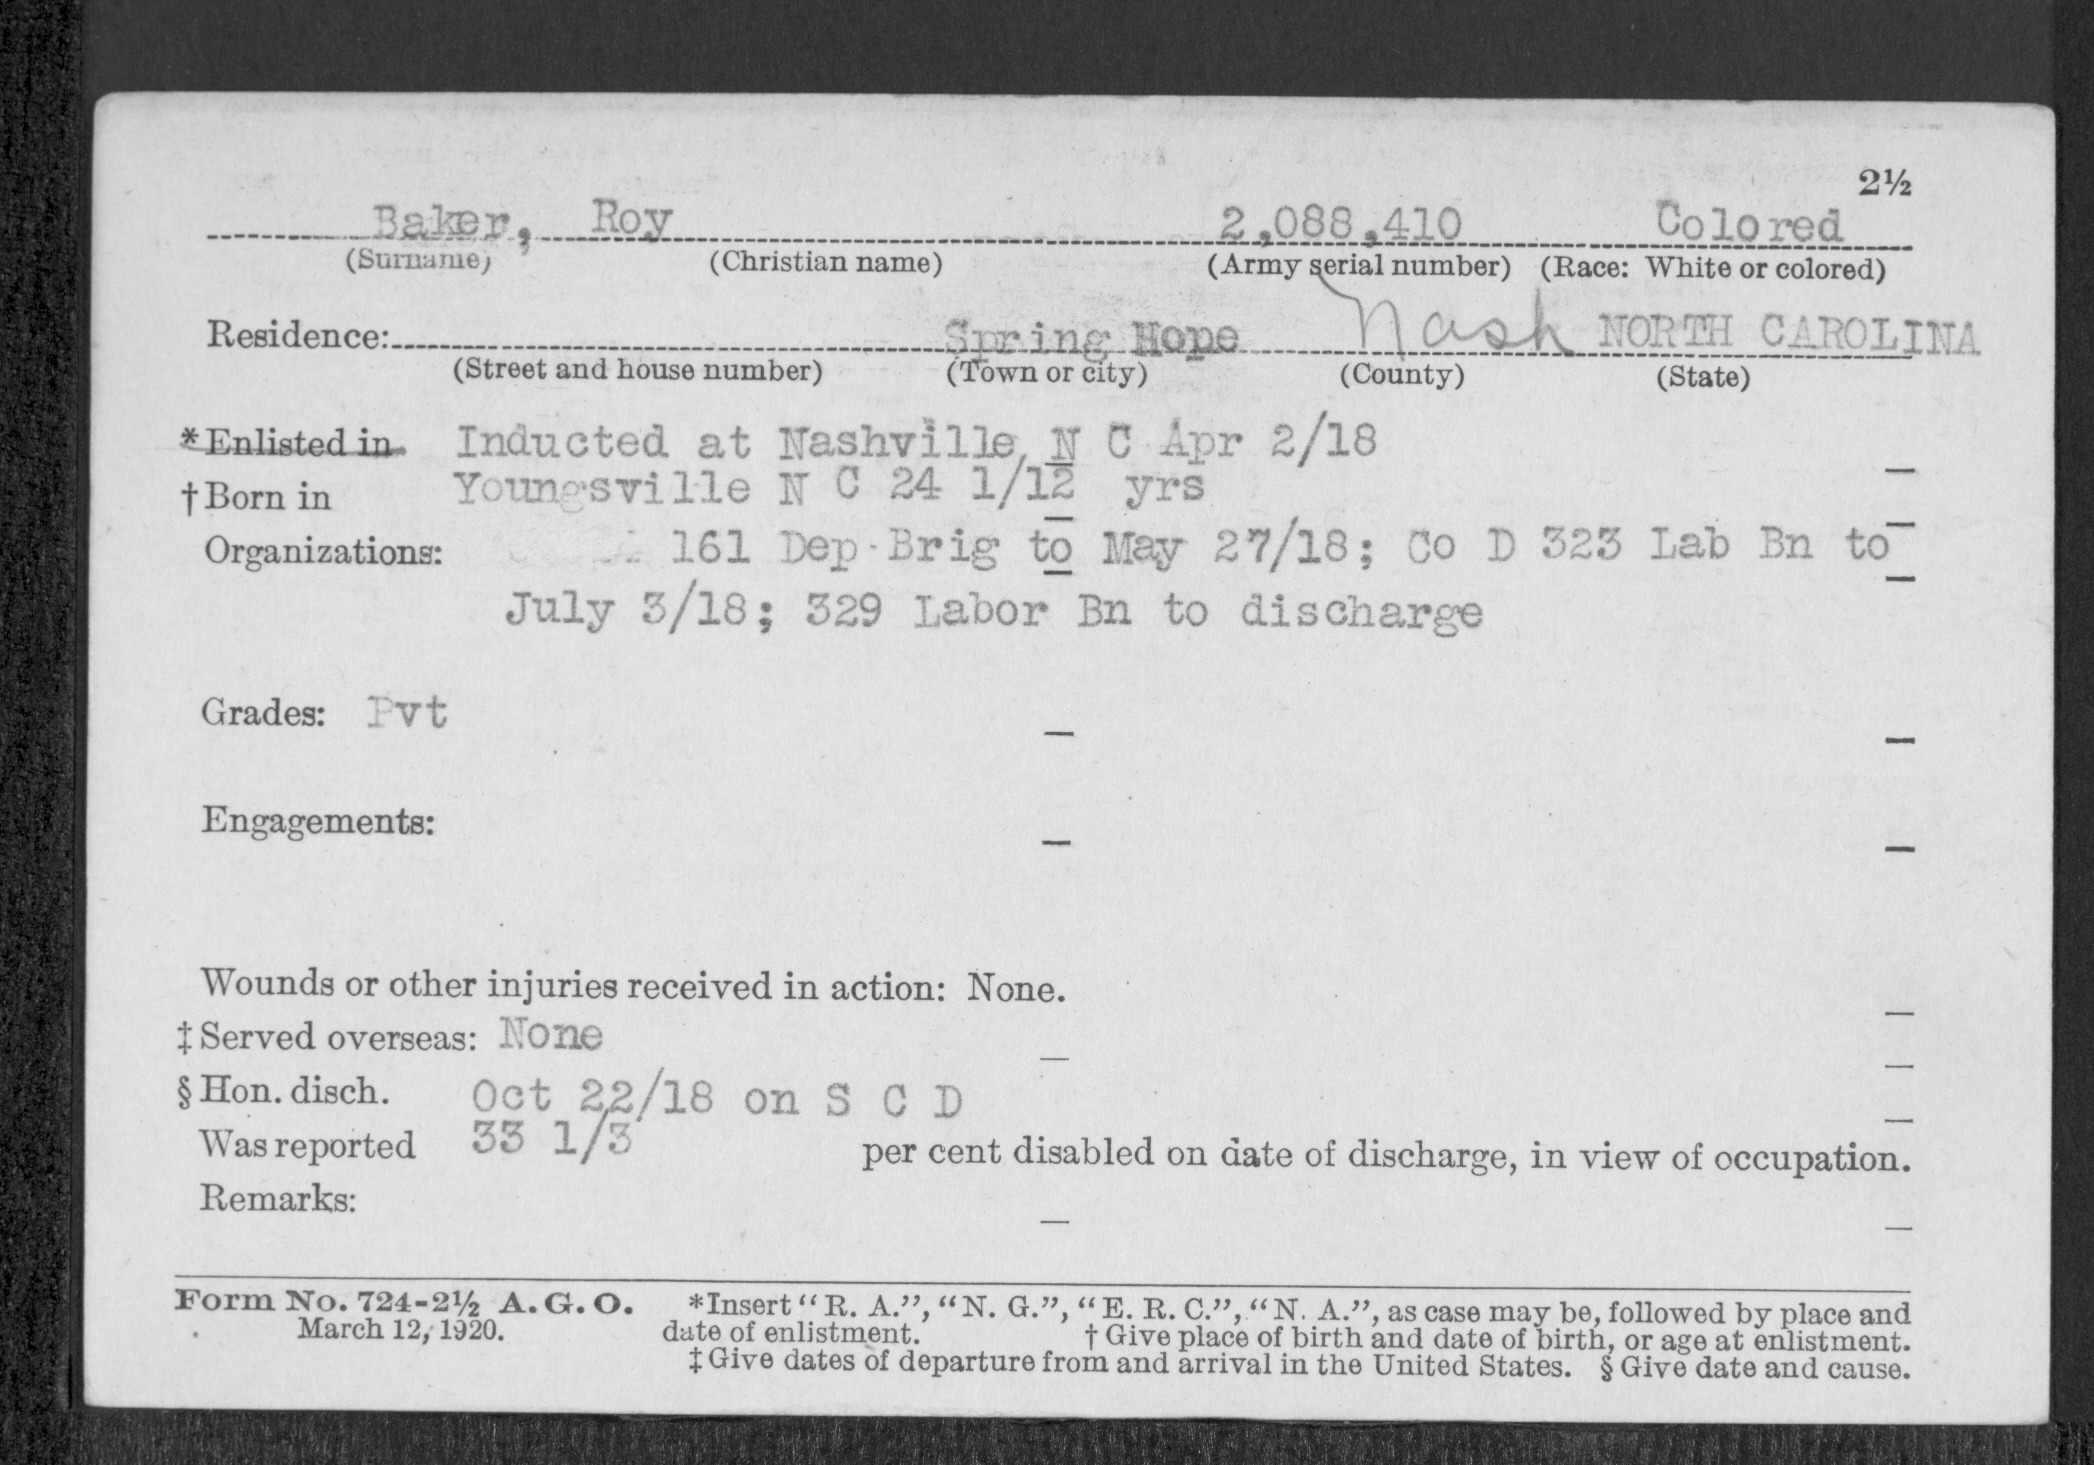 2½
Baker, Roy 2,088,410 Colored
(Surname) (Christian name) (Army serial number) (Race: White or colored)
Residence: Spring Hope Nash NORTH CAROLINA
(Street and house number) (Town or city) (County) (State)
*Enlisted in Inducted at Nashville, N C Apr 2/18
†Born in Youngsville N C 24 1/12 yrs
Organizations: 161 Dep Brig to May 27/18; Co D 323 Lab Bn to
July 3/18; 329 Labor Bn to discharge
Grades: Pvt
Engagements:
Wounds or other injuries received in action: None.
‡Served overseas: None
§Hon. disch. Oct 22/18 on S C D
Was reported 33 1/3 per cent disabled on date of discharge, in view of occupation.
Remarks:
Form No. 724-2½ A. G. O. *Insert "R. A.", "N. G.", "E. R. C.", "N. A.", as case may be, followed by place and
March 12, 1920. date of enlistment. †Give place of birth and date of birth, or age at enlistment.
‡Give dates of departure from and arrival in the United States. §Give date and cause.